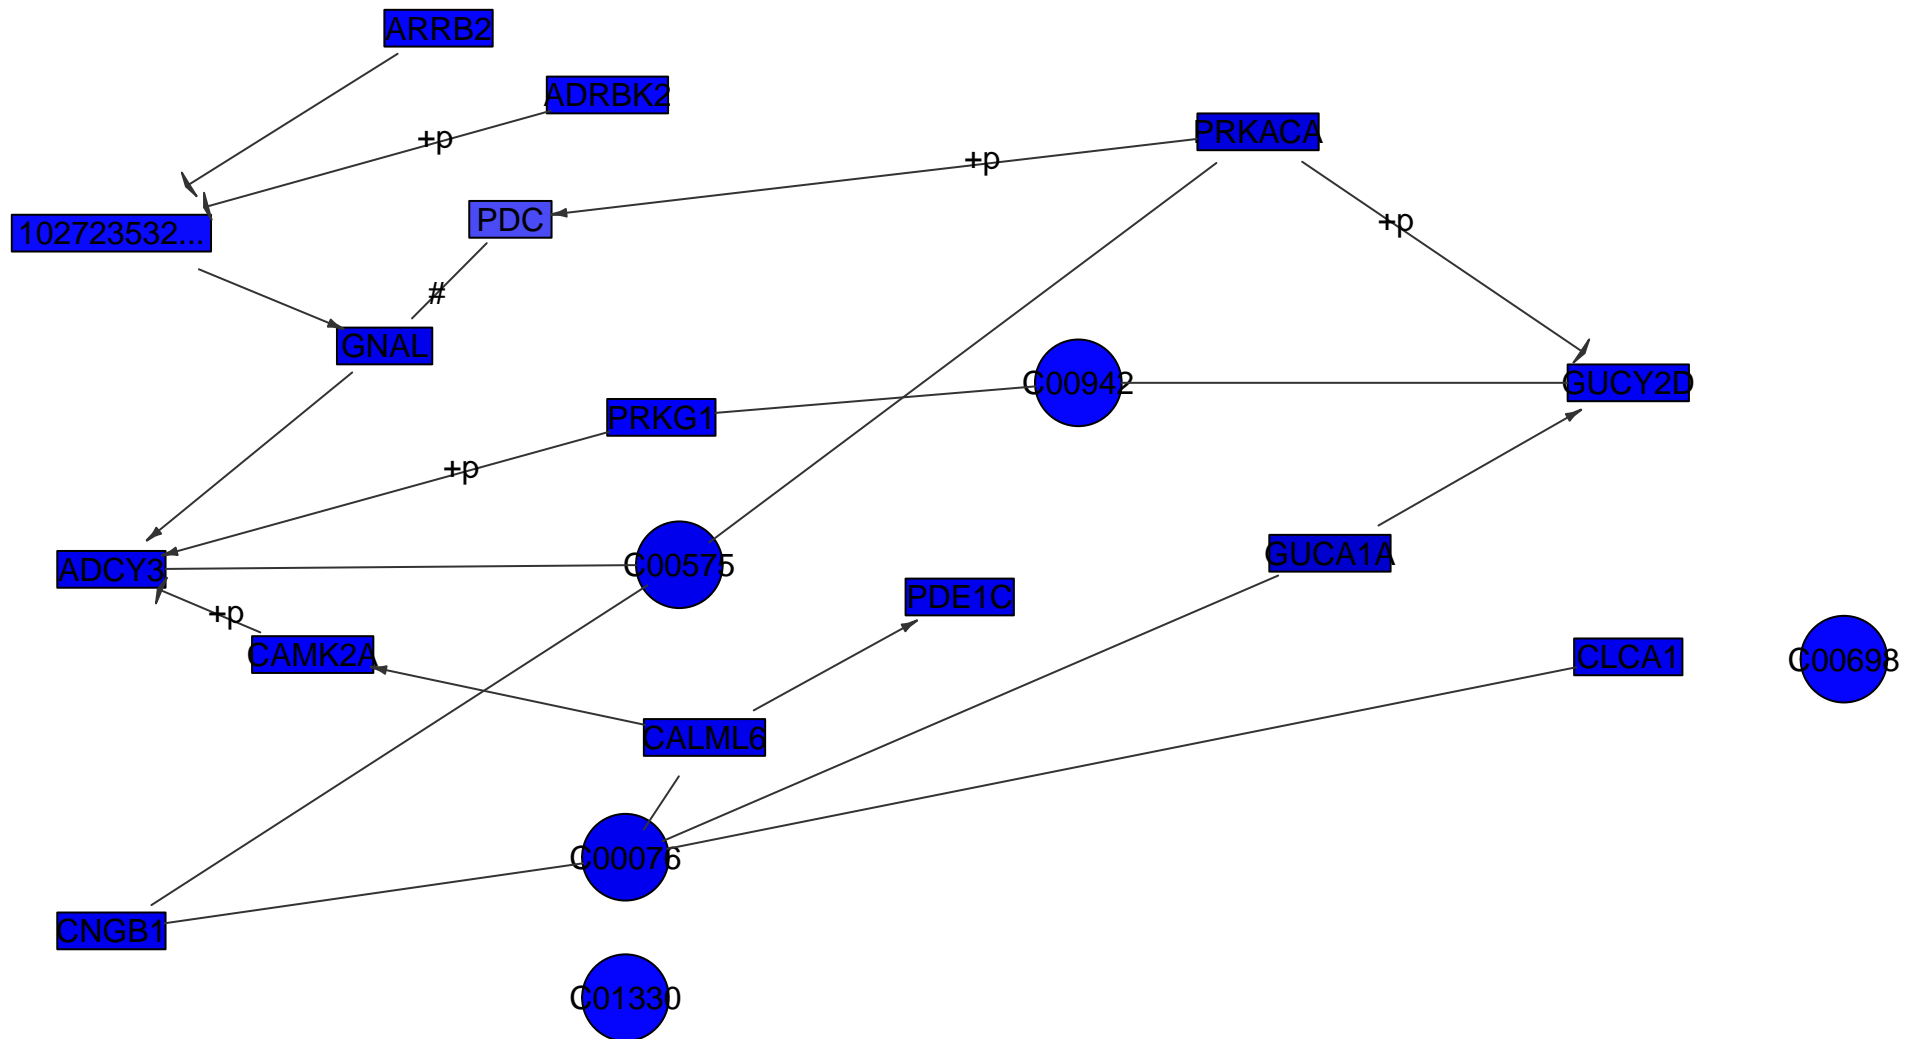 ARRB2
ADRBK2
PRKACA
+p
+p
PDC
+p
102723532...
#
GNAL
C00942
GUCY2D
PRKG1
+p
GUCA1A
C00575
ADCY3
PDE1C
+p
CAMK2A
CLCA1
C00698
CALML6
C00076
CNGB1
C01330